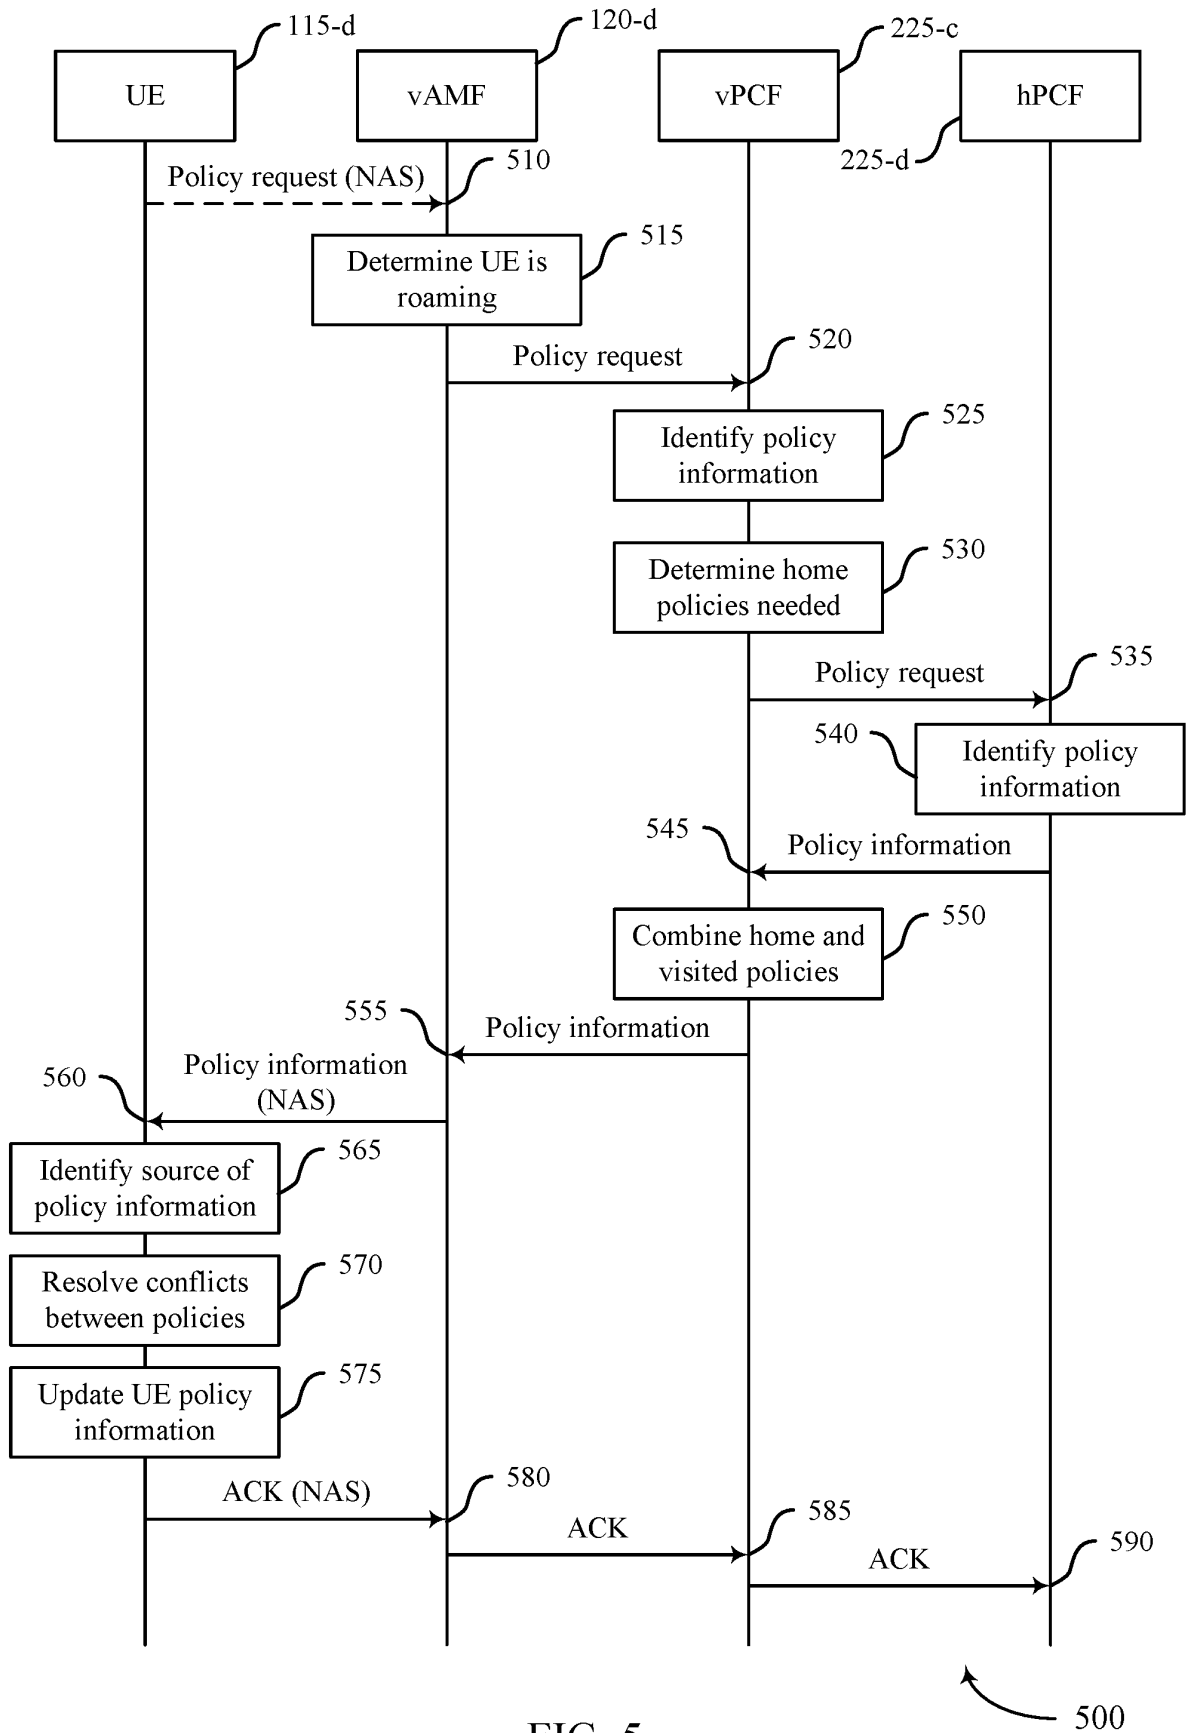 115-d
120-d
225-c
UE
vAMF
vPCF
hPCF
225-d
510
Policy request (NAS)
515
Determine UE is
roaming
520
Policy request
525
Identify policy
information
530
Determine home
policies needed
535
Policy request
540
Identify policy
information
545
Policy information
550
Combine home and
visited policies
555
Policy information
560
Policy information
(NAS)
565
Identify source of
policy information
570
Resolve conflicts
between policies
575
Update UE policy
information
580
ACK (NAS)
585
ACK
590
ACK
500
FIG. 5